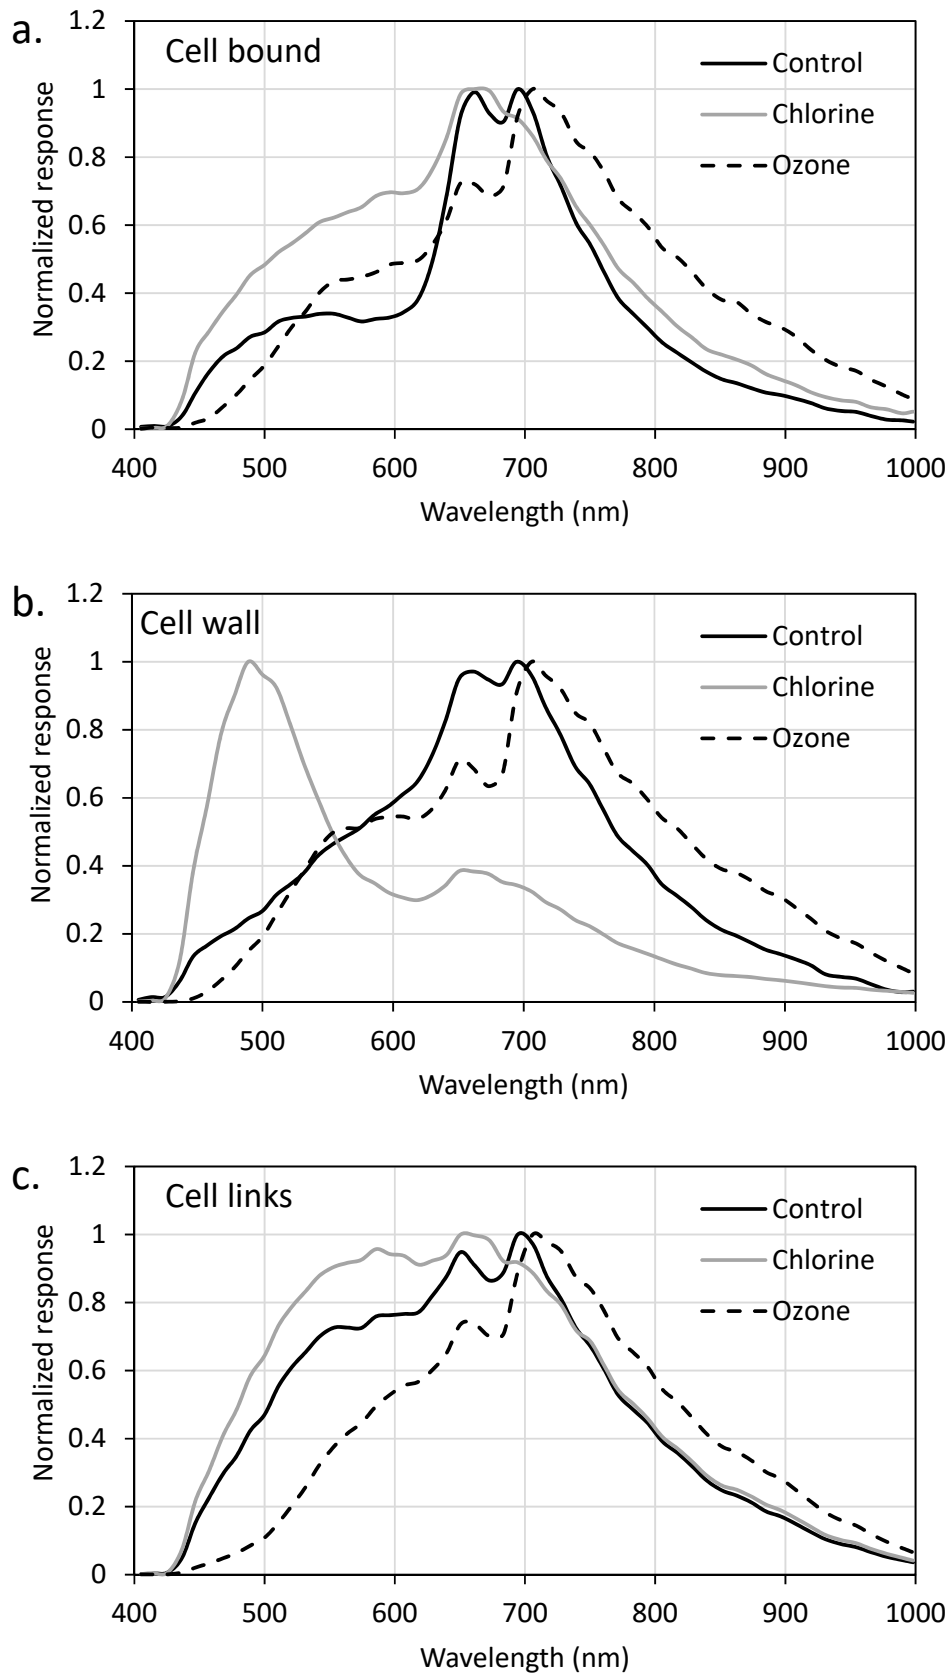 a.
Cell bound
Control
Chlorine
Ozone
Normalized response
1.2
1
0.8
0.6
0.4
0.2
0
400 500 600 700 800 900 1000
Wavelength (nm)
b.
Cell wall
Control
Chlorine
Ozone
Normalized response
1.2
1
0.8
0.6
0.4
0.2
0
400 500 600 700 800 900 1000
Wavelength (nm)
c.
Cell links
Control
Chlorine
Ozone
Normalized response
1.2
1
0.8
0.6
0.4
0.2
0
400 500 600 700 800 900 1000
Wavelength (nm)